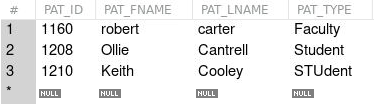 # PAT_ID PAT_FNAME PAT_LNAME PAT_TYPE
1 1160 robert carter Faculty
2 1208 Ollie Cantrell Student
3 1210 Keith Cooley STUdent
* NULL NULL NULL NULL